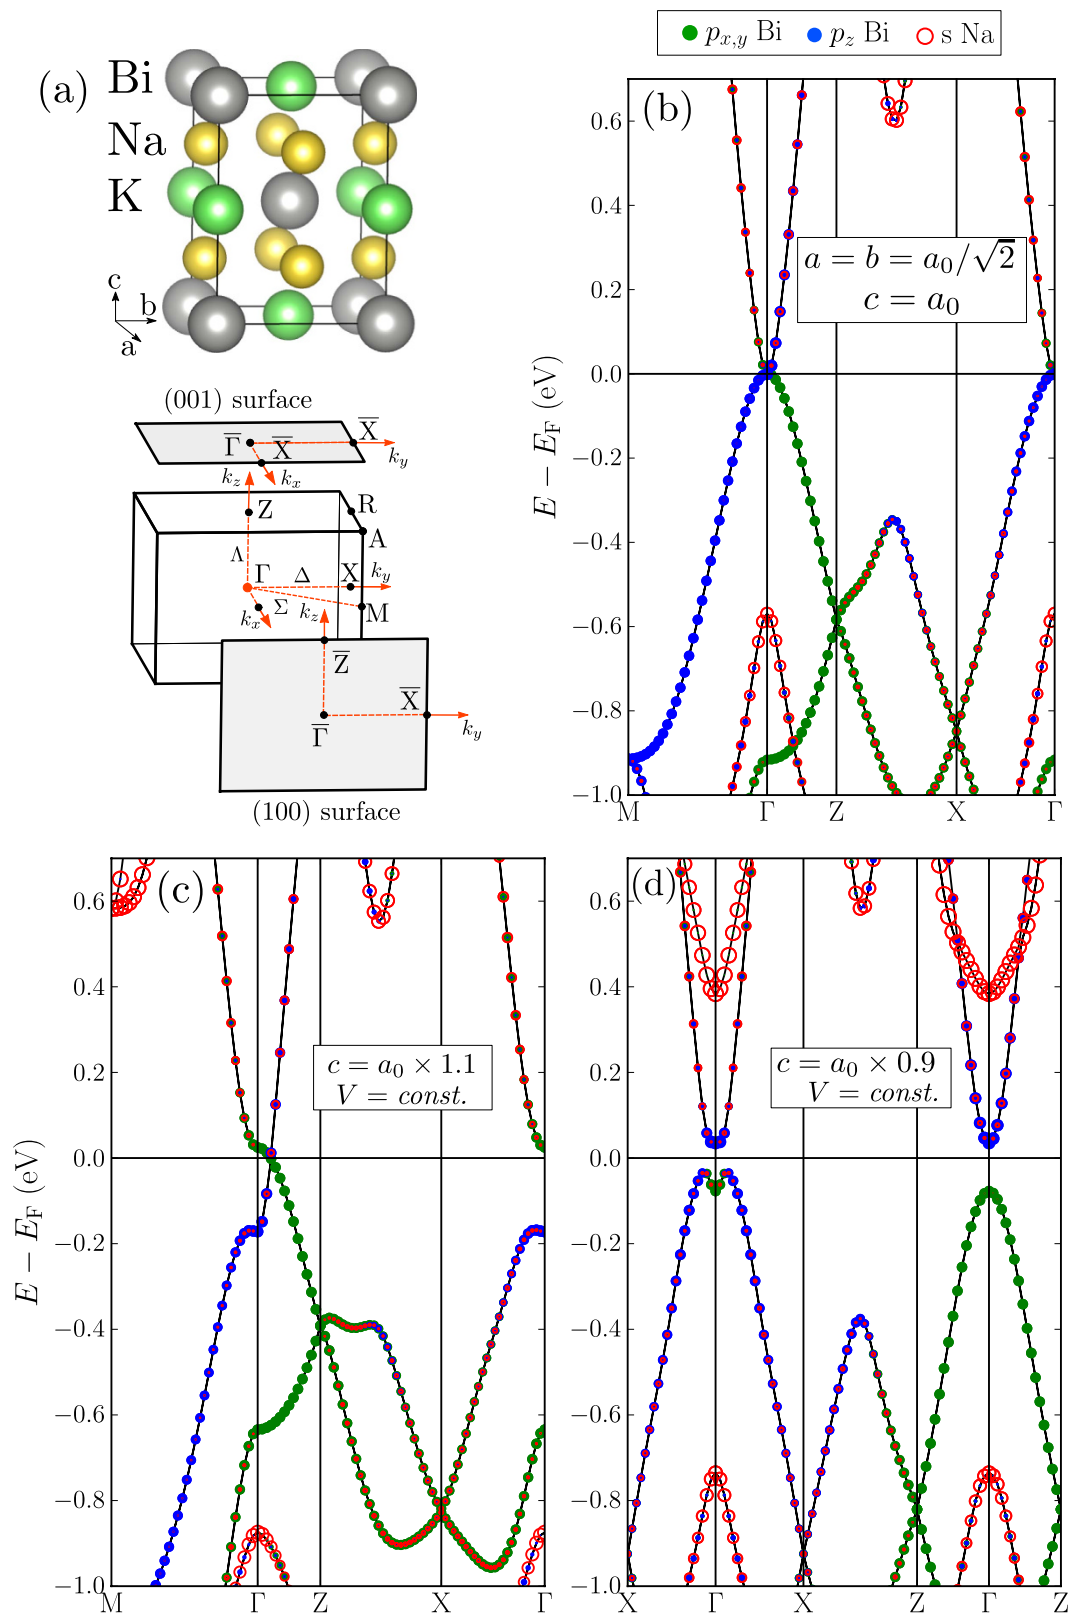 p_{x,y} Bi p_z Bi s Na
(a)
Bi
Na
K
c
b
a
(001) surface
Γ̅ X̅ X̅
k_z k_x k_y
Z R
A
Λ
Γ Δ X k_y
k_x Σ k_z M
Z̅
X̅
Γ̅ k_y
(100) surface
(b)
a = b = a_0/√2
c = a_0
E − E_F (eV)
0.6
0.4
0.2
0.0
−0.2
−0.4
−0.6
−0.8
−1.0
M Γ Z X Γ
(c)
c = a_0 × 1.1
V = const.
E − E_F (eV)
0.6
0.4
0.2
0.0
−0.2
−0.4
−0.6
−0.8
−1.0
M Γ Z X Γ
(d)
c = a_0 × 0.9
V = const.
0.6
0.4
0.2
0.0
−0.2
−0.4
−0.6
−0.8
−1.0
X Γ X Z Γ Z